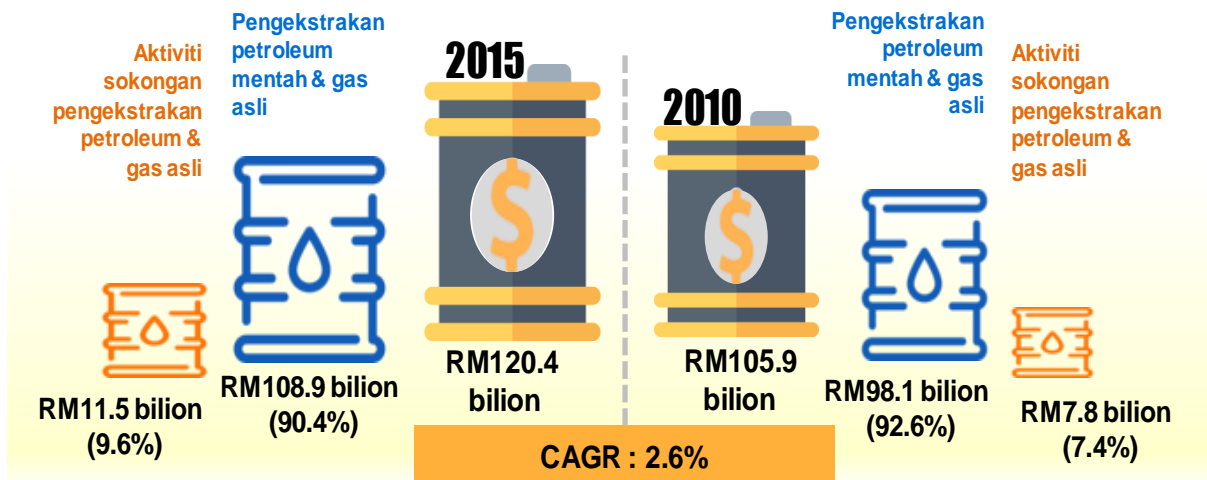 Aktiviti
sokongan
pengekstrakan
petroleum &
gas asli
Pengekstrakan
petroleum
mentah & gas
asli
2015
2010
Pengekstrakan
petroleum
mentah & gas
asli
Aktiviti
sokongan
pengekstrakan
petroleum &
gas asli
$
$
RM11.5 bilion
(9.6%)
RM108.9 bilion
(90.4%)
RM120.4
bilion
RM105.9
bilion
RM98.1 bilion
(92.6%)
RM7.8 bilion
(7.4%)
CAGR : 2.6%